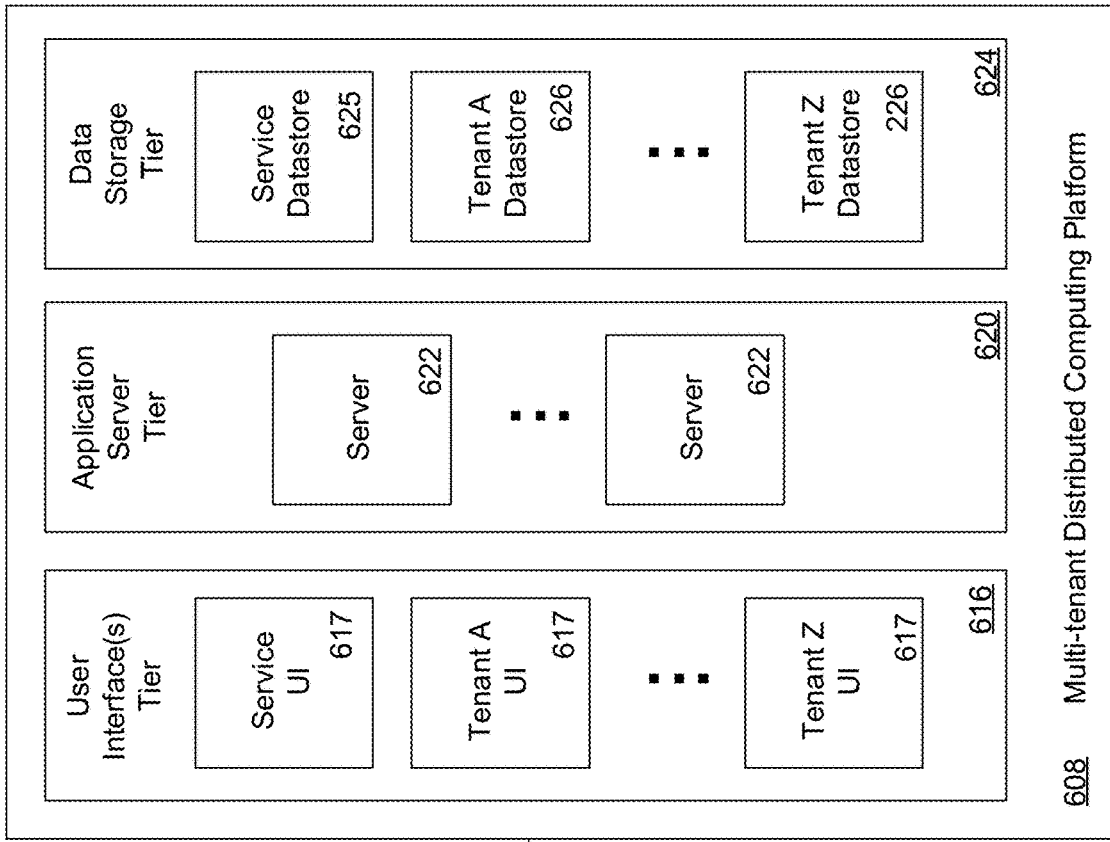 User
Interface(s)
Tier
Service
UI
617
Tenant A
UI
617
Tenant Z
UI
617
616
Application
Server
Tier
Server
622
Server
622
620
Data
Storage
Tier
Service
Datastore
625
Tenant A
Datastore
626
Tenant Z
Datastore
226
624
608 Multi-tenant Distributed Computing Platform